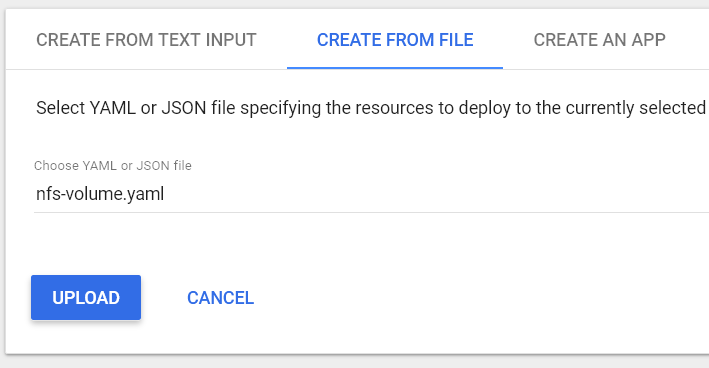 CREATE FROM TEXT INPUT CREATE FROM FILE CREATE AN APP
Select YAML or JSON file specifying the resources to deploy to the currently selected
Choose YAML or JSON file
nfs-volume.yaml
UPLOAD CANCEL